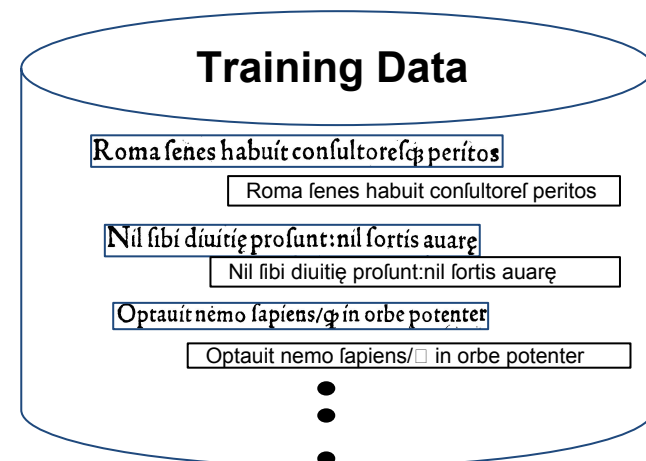 Training Data
Roma ſenes habuit conſultoreſqꝫ peritos
Roma ſenes habuit conſultoreſ peritos
Nil ſibi diuitię proſunt:nil ſortis auarę
Nil ſibi diuitię proſunt:nil ſortis auarę
Optauit nemo ſapiens/ꝙ in orbe potenter
Optauit nemo ſapiens/□ in orbe potenter